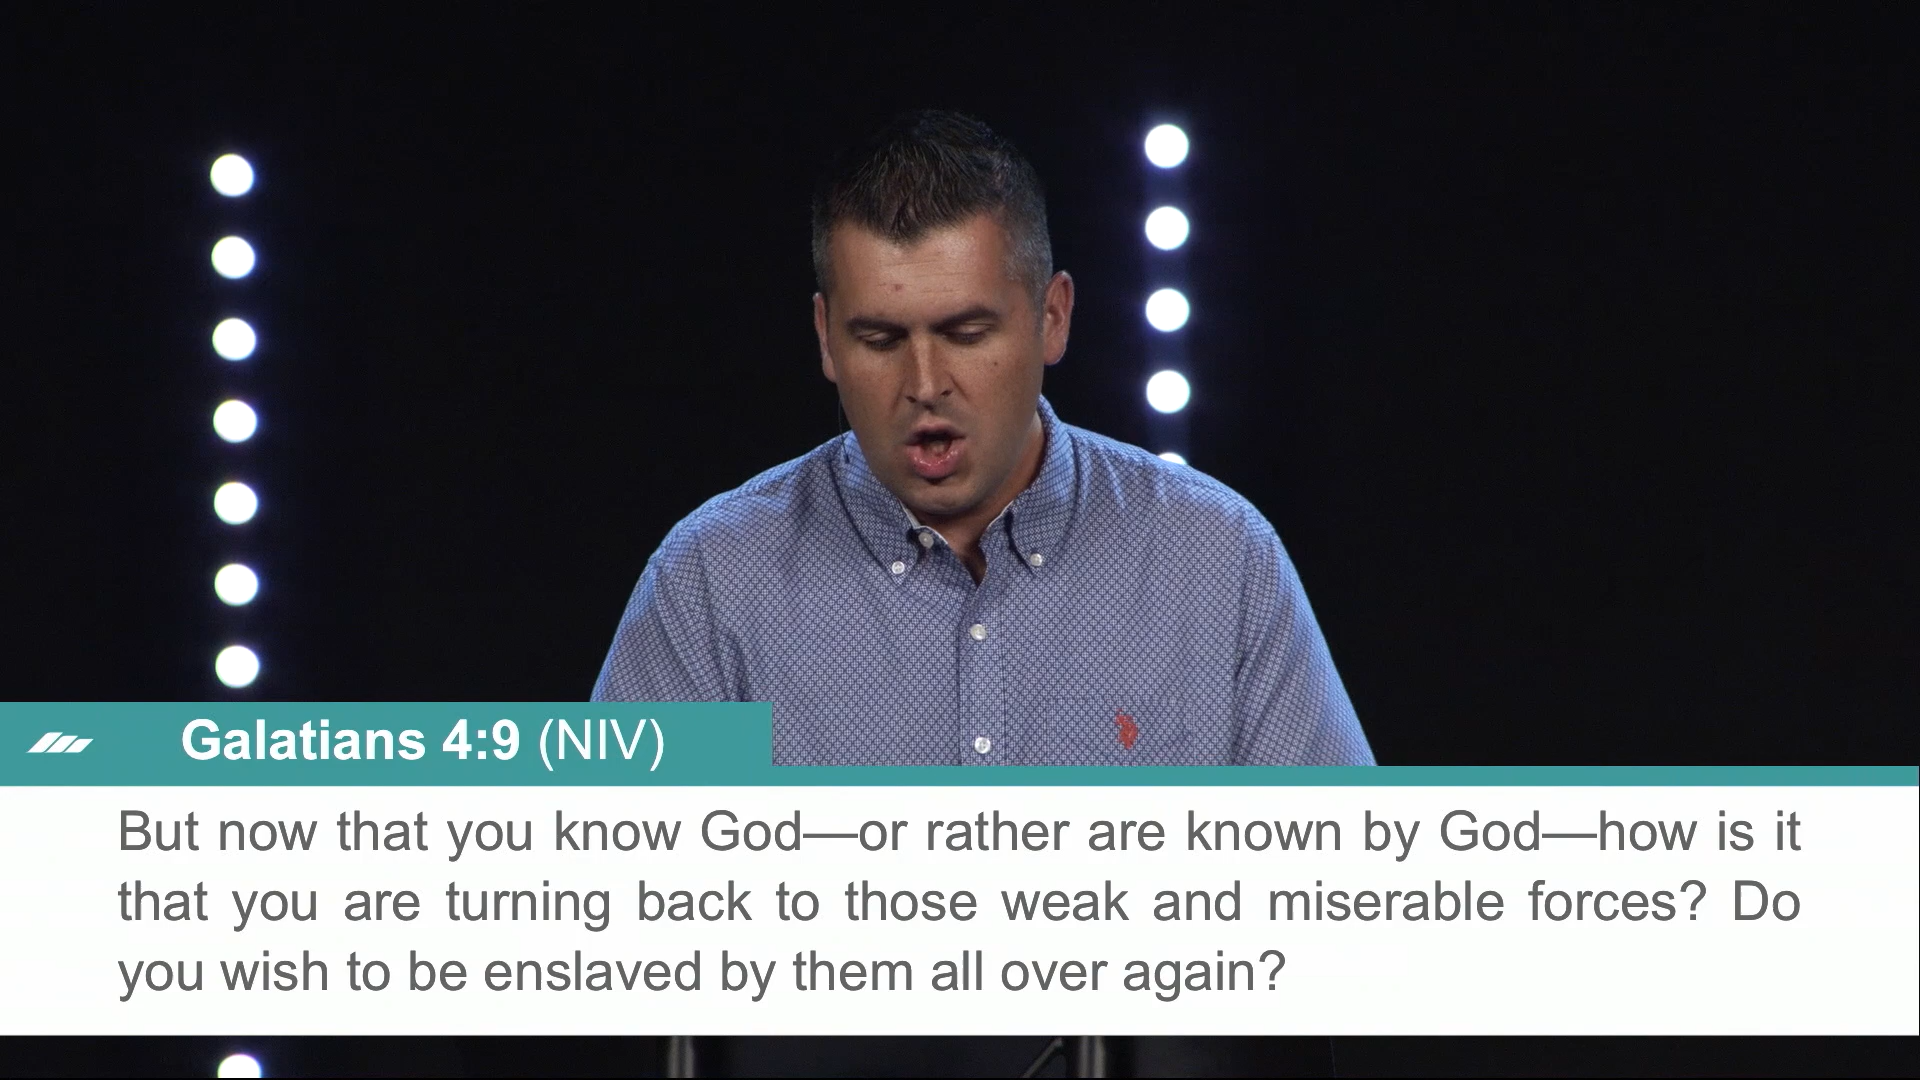 Galatians 4:9 (NIV)
But now that you know God—or rather are known by God—how is it
that you are turning back to those weak and miserable forces? Do
you wish to be enslaved by them all over again?